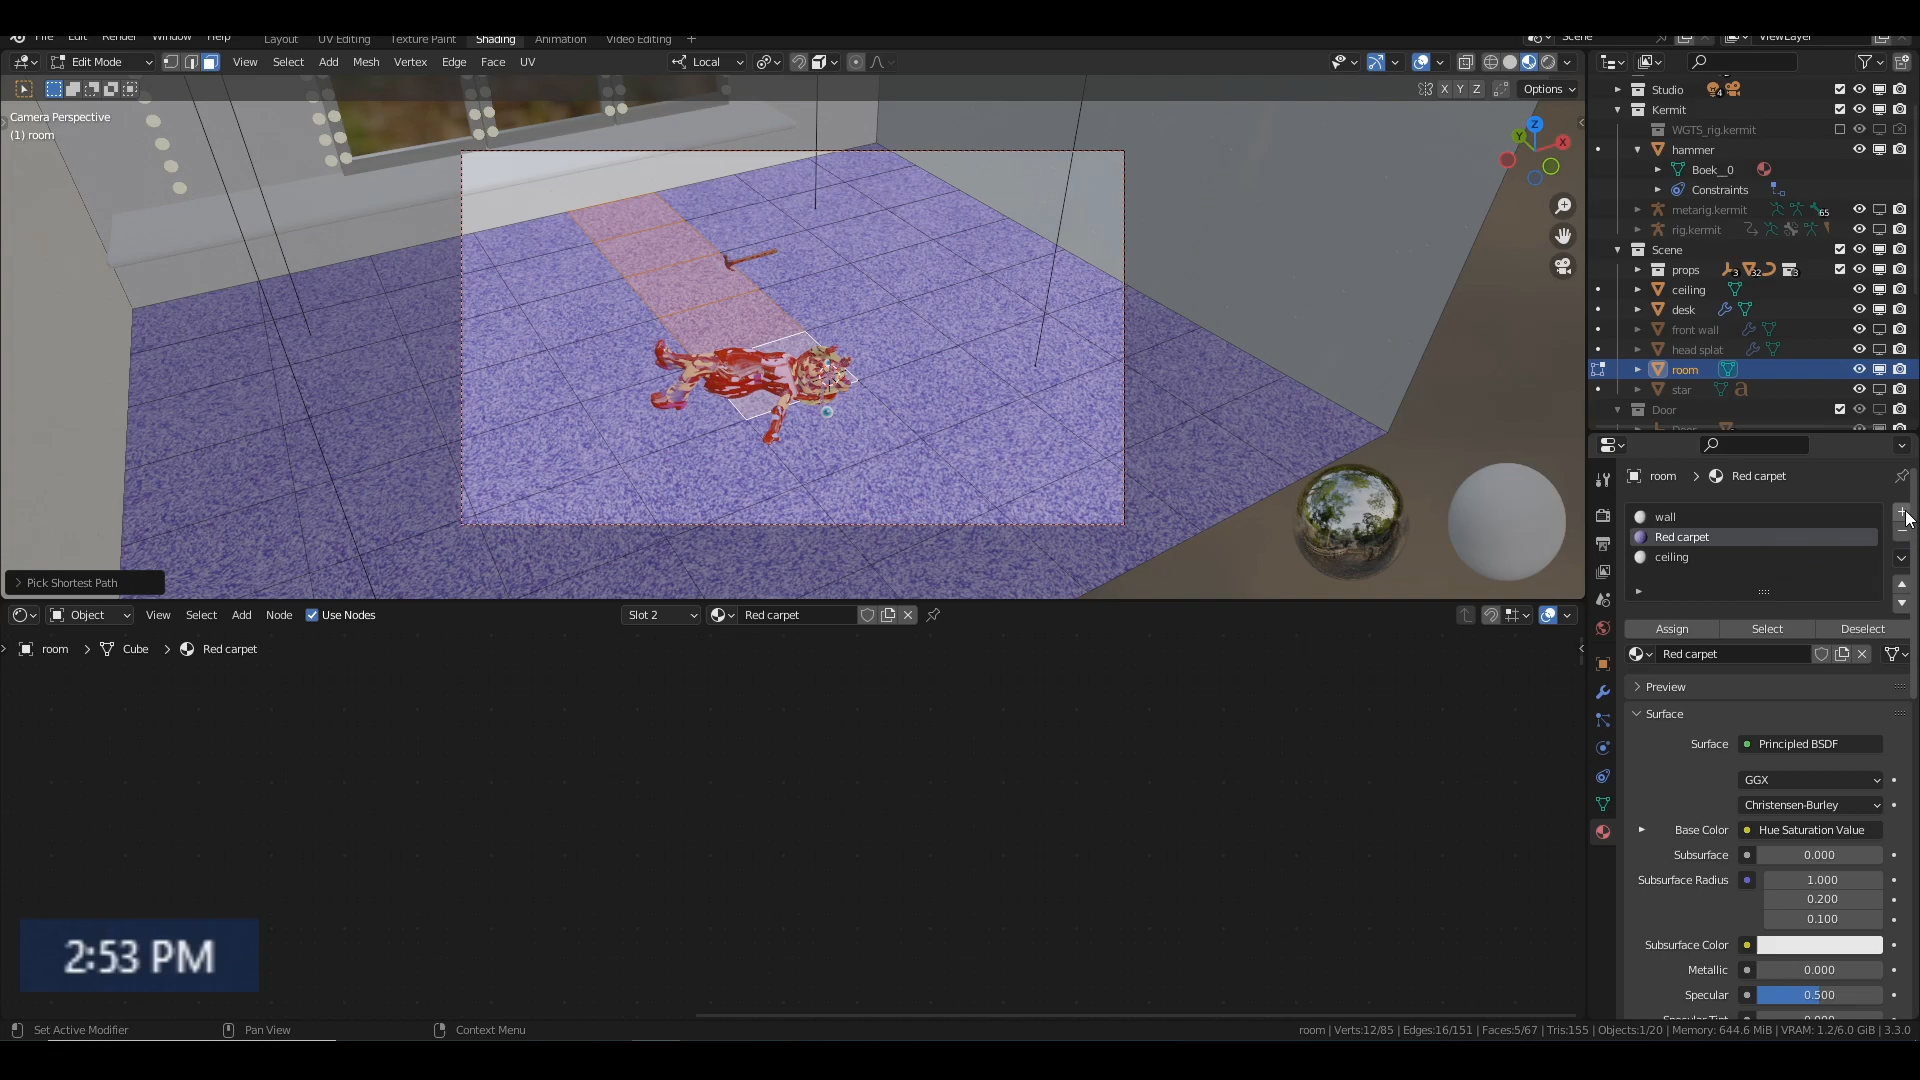 File Edit Render Window Help Layout UV Editing Texture Paint Shading Animation Video Editing + Scene ViewLayer
Edit Mode View Select Add Mesh Vertex Edge Face UV Local
X Y Z Options
Camera Perspective
(1) room
Z
Y
X
Pick Shortest Path
Studio 4
Kermit
WGTS_rig.kermit
hammer
Boek__0
Constraints
metarig.kermit 65
rig.kermit
Scene
props 3 32 3
ceiling
desk
front wall
head splat
room
star a
Door
room > Red carpet
wall
Red carpet
ceiling
Assign Select Deselect
Red carpet
Preview
Surface
Surface Principled BSDF
GGX
Christensen-Burley
Base Color Hue Saturation Value
Subsurface 0.000
Subsurface Radius 1.000
0.200
0.100
Subsurface Color
Metallic 0.000
Specular 0.500
Object View Select Add Node Use Nodes Slot 2 Red carpet
room > Cube > Red carpet
2:53 PM
Set Active Modifier Pan View Context Menu room | Verts:12/85 | Edges:16/151 | Faces:5/67 | Tris:155 | Objects:1/20 | Memory: 644.6 MiB | VRAM: 1.2/6.0 GiB | 3.3.0